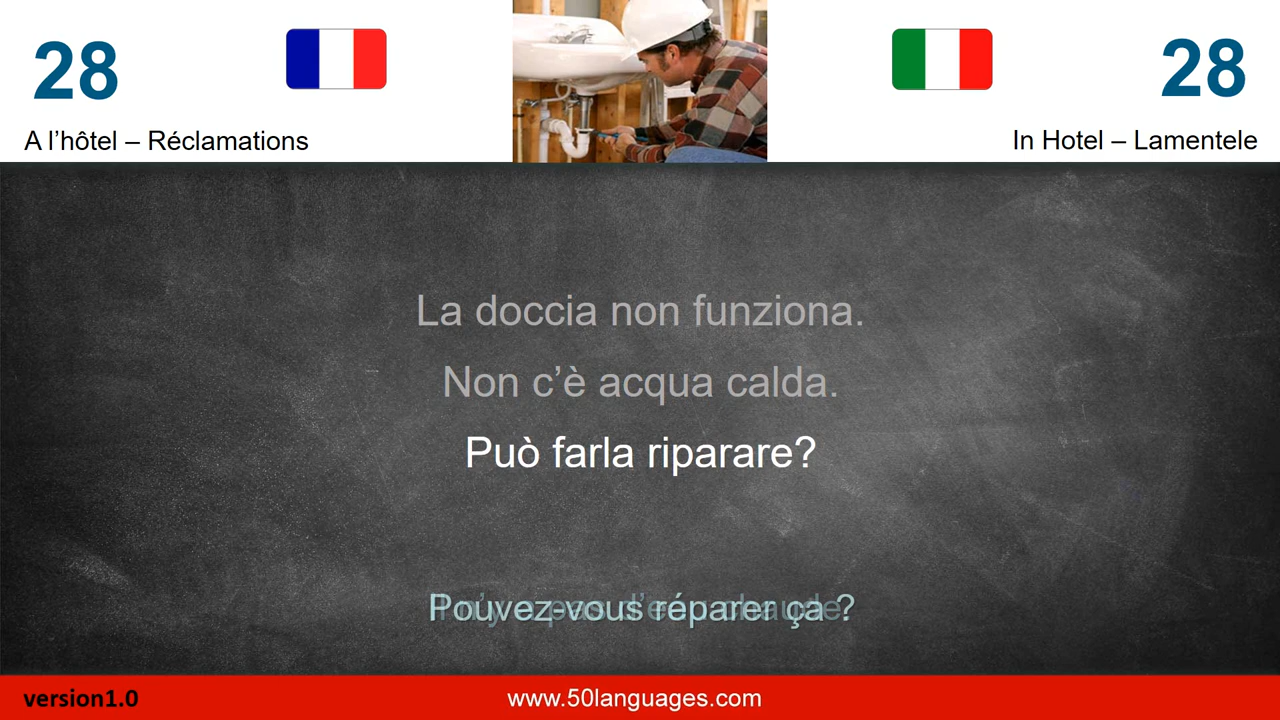 28
28
A l’hôtel – Réclamations
In Hotel – Lamentele
La doccia non funziona.
Non c’è acqua calda.
Può farla riparare?
Pouvez-vous réparer ça ?
version1.0
www.50languages.com